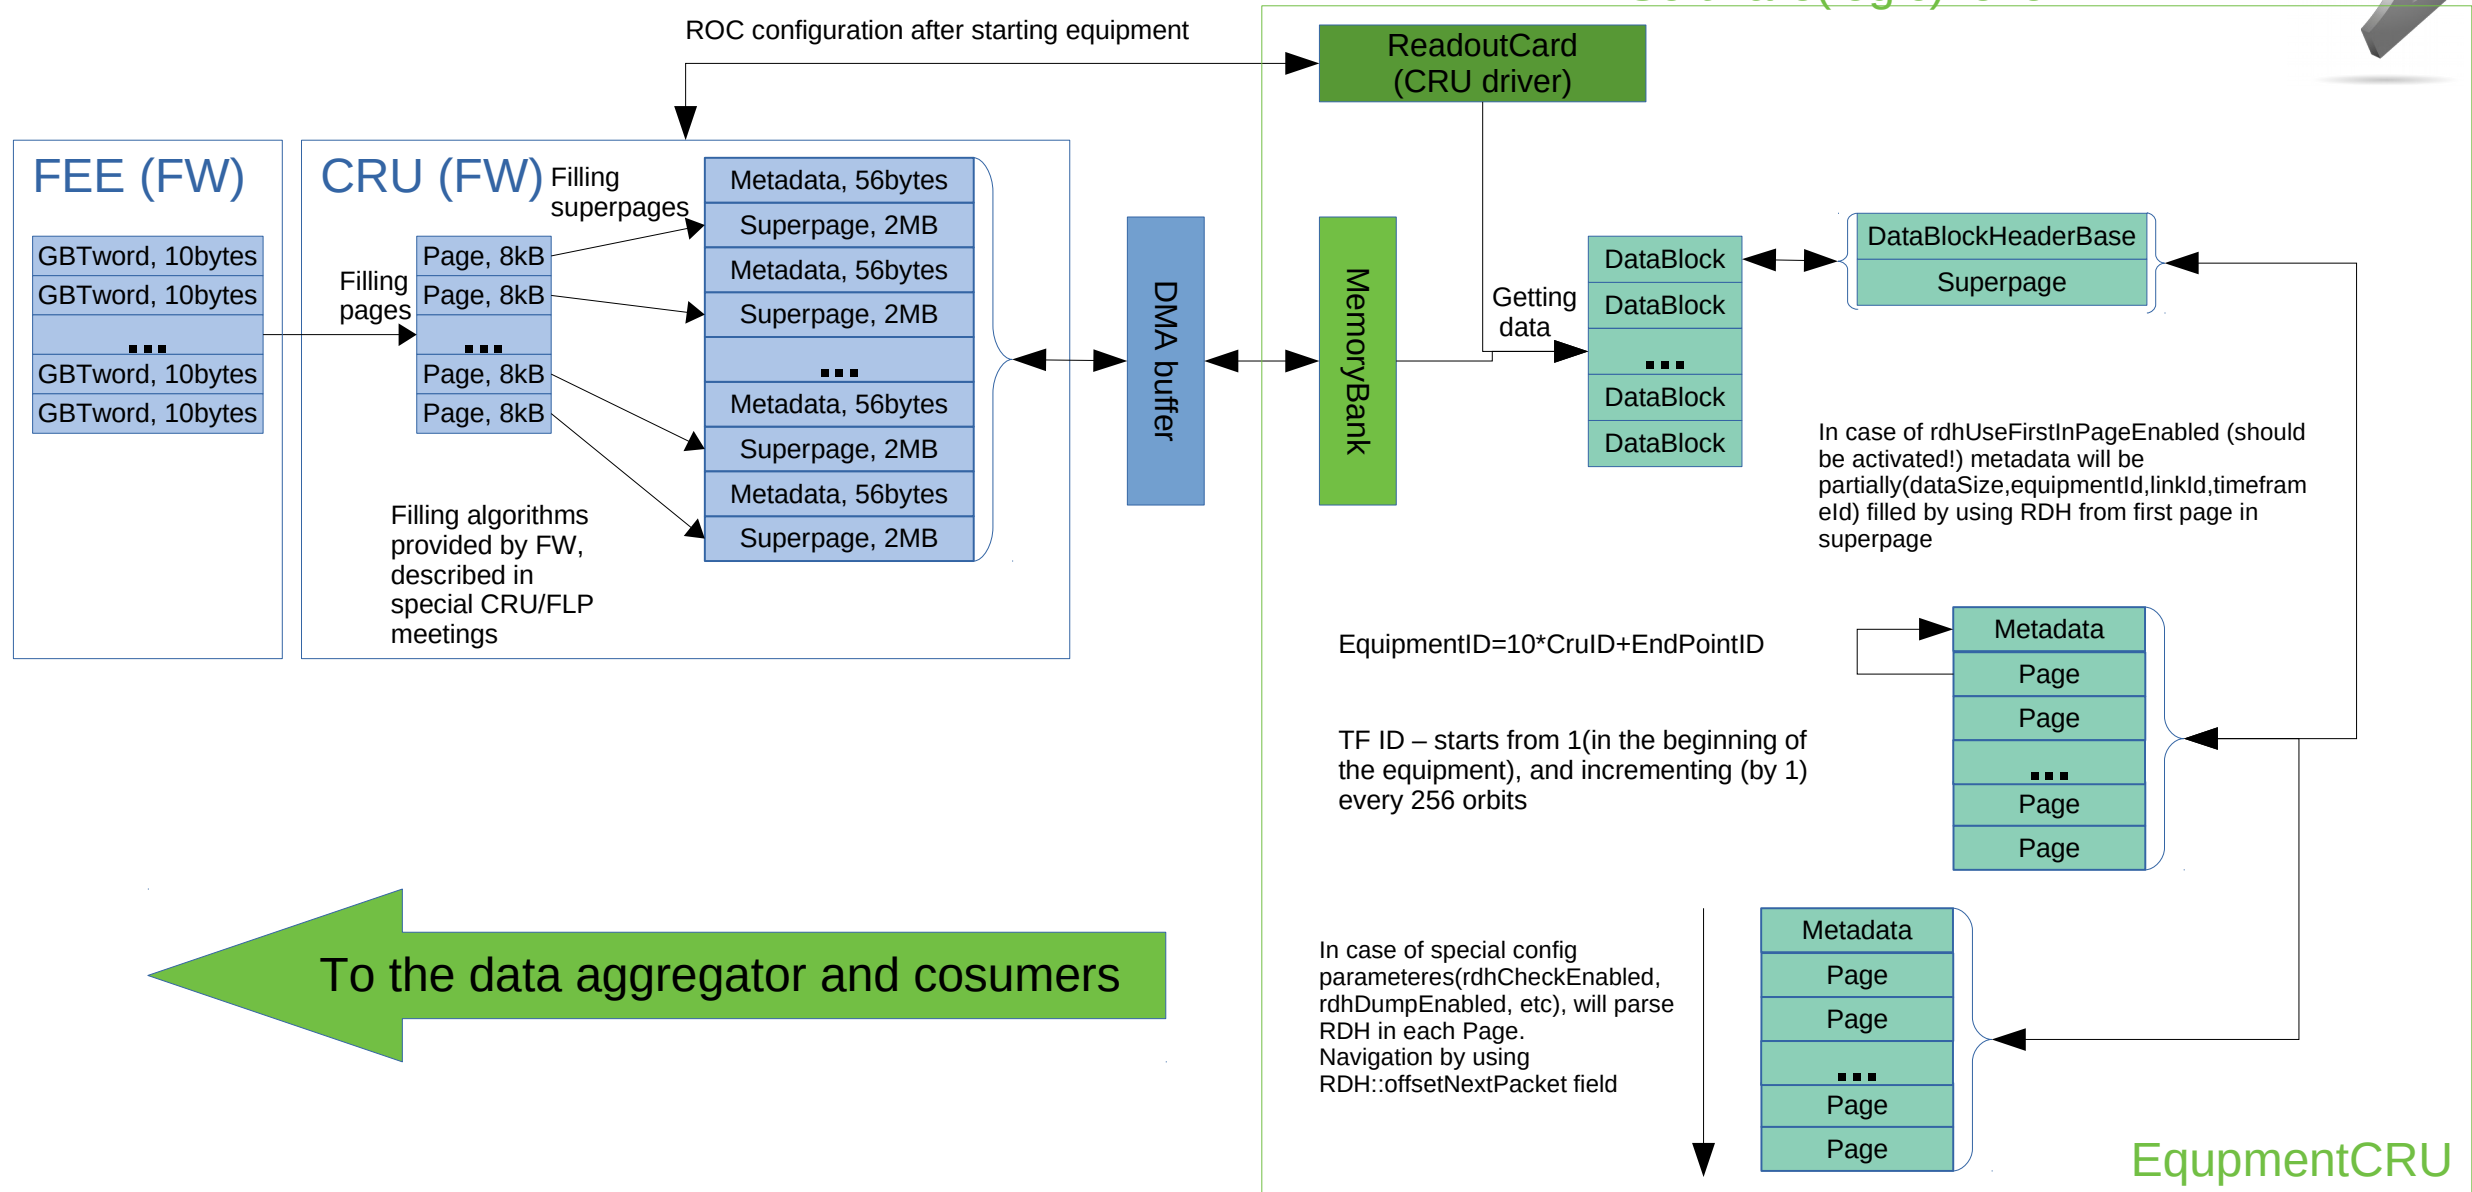 ROC configuration after starting equipment
ReadoutCard
(CRU driver)
FEE (FW)
GBTword, 10bytes
GBTword, 10bytes
...
GBTword, 10bytes
GBTword, 10bytes
CRU (FW)
Filling
superpages
Filling
pages
Page, 8kB
Page, 8kB
...
Page, 8kB
Page, 8kB
Metadata, 56bytes
Superpage, 2MB
Metadata, 56bytes
Superpage, 2MB
...
Metadata, 56bytes
Superpage, 2MB
Metadata, 56bytes
Superpage, 2MB
Filling algorithms
provided by FW,
described in
special CRU/FLP
meetings
DMA buffer
MemoryBank
Getting
data
DataBlock
DataBlock
...
DataBlock
DataBlock
DataBlockHeaderBase
Superpage
In case of rdhUseFirstInPageEnabled (should
be activated!) metadata will be
partially(dataSize,equipmentId,linkId,timefram
eId) filled by using RDH from first page in
superpage
EquipmentID=10*CruID+EndPointID
TF ID – starts from 1(in the beginning of
the equipment), and incrementing (by 1)
every 256 orbits
Metadata
Page
Page
...
Page
Page
To the data aggregator and cosumers
In case of special config
parameteres(rdhCheckEnabled,
rdhDumpEnabled, etc), will parse
RDH in each Page.
Navigation by using
RDH::offsetNextPacket field
Metadata
Page
Page
...
Page
Page
EqupmentCRU